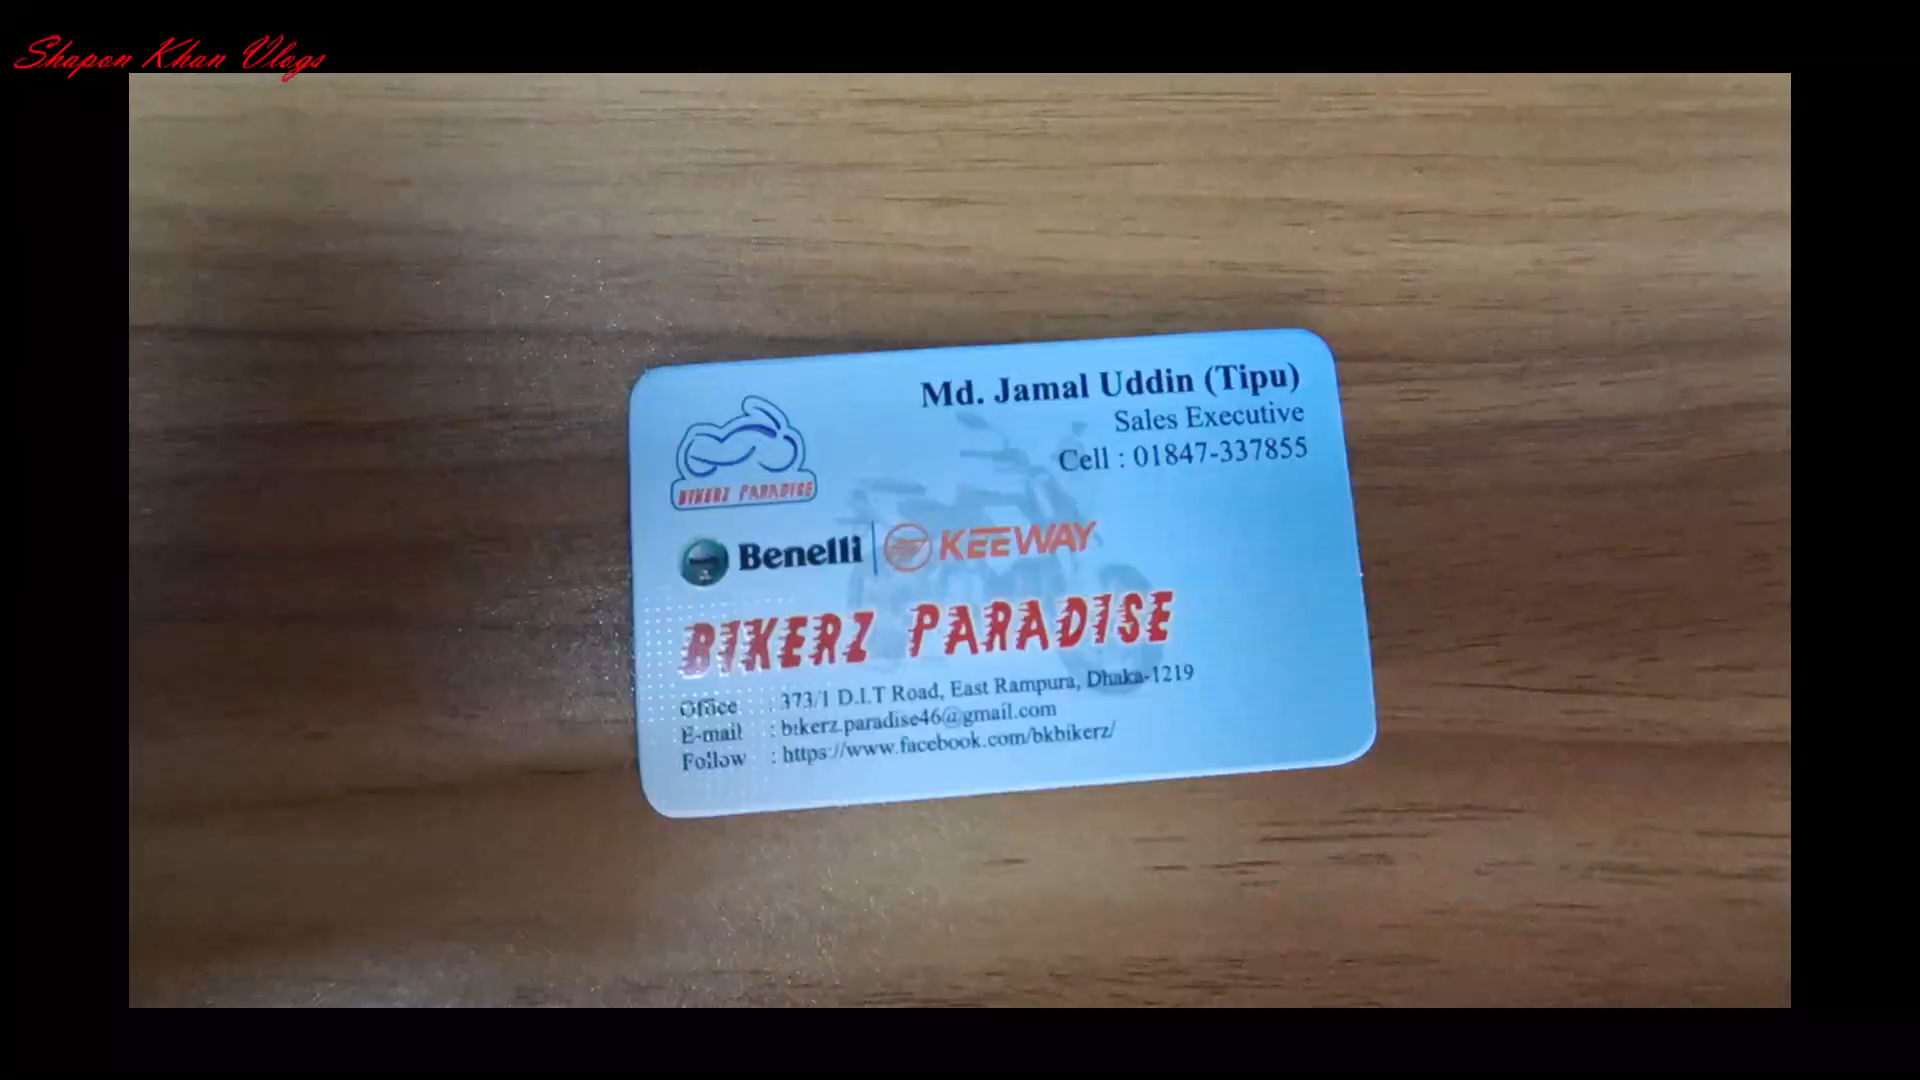 Shapon Khan Vlogs
Md. Jamal Uddin (Tipu)
Sales Executive
Cell : 01847-337855
BIKERZ PARADISE
Benelli | KEEWAY
BIKERZ PARADISE
Office : 373/1 D.I.T Road, East Rampura, Dhaka-1219
E-mail : bikerz.paradise46@gmail.com
Follow : https://www.facebook.com/bkbikerz/